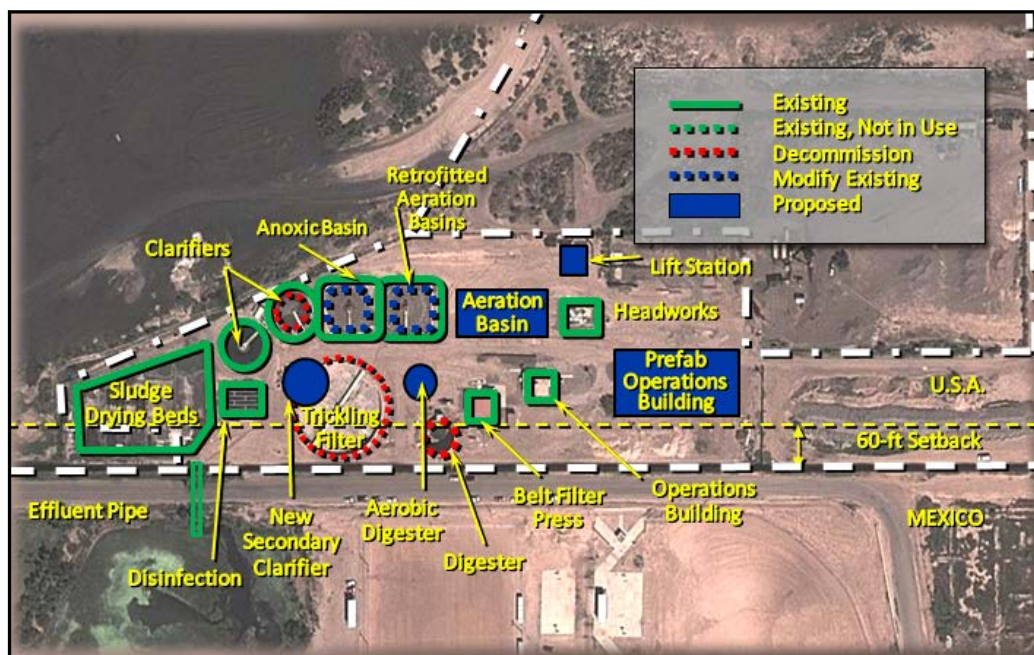 Existing
Existing, Not in Use
Decommission
Modify Existing
Proposed
Retrofitted
Aeration
Basins
Anoxic Basin
Clarifiers
Lift Station
Aeration
Basin
Headworks
Prefab
Operations
Building
Sludge
Drying Beds
Trickling
Filter
U.S.A.
60-ft Setback
Effluent Pipe
Disinfection
New
Secondary
Clarifier
Aerobic
Digester
Digester
Belt Filter
Press
Operations
Building
MEXICO